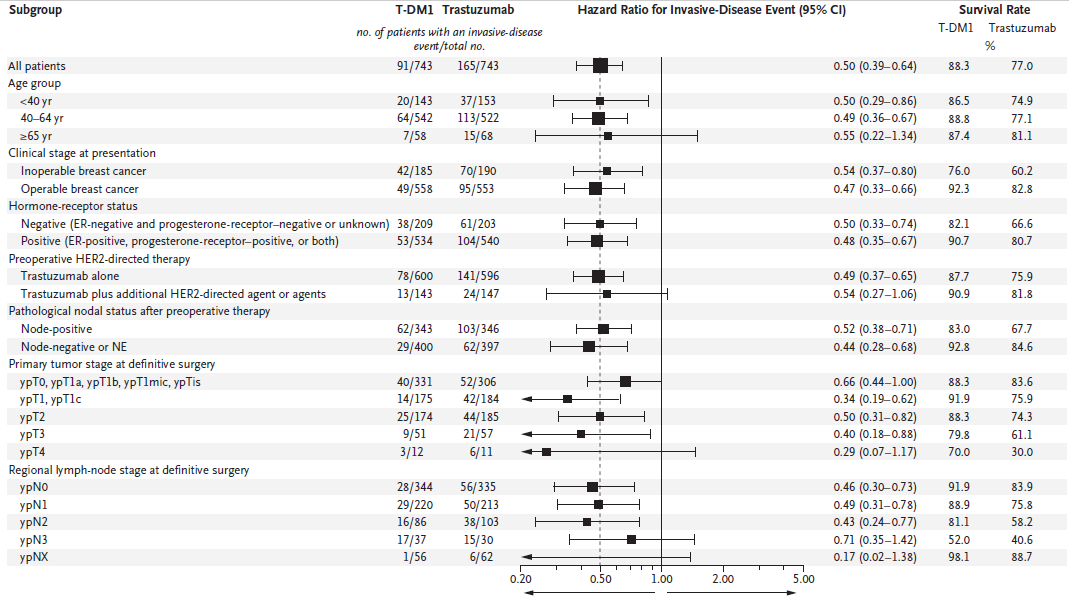 Subgroup T-DM1 Trastuzumab Hazard Ratio for Invasive-Disease Event (95% CI) Survival Rate
no. of patients with an invasive-disease event/total no. T-DM1 Trastuzumab
%
All patients 91/743 165/743 0.50 (0.39–0.64) 88.3 77.0
Age group
<40 yr 20/143 37/153 0.50 (0.29–0.86) 86.5 74.9
40–64 yr 64/542 113/522 0.49 (0.36–0.67) 88.8 77.1
≥65 yr 7/58 15/68 0.55 (0.22–1.34) 87.4 81.1
Clinical stage at presentation
Inoperable breast cancer 42/185 70/190 0.54 (0.37–0.80) 76.0 60.2
Operable breast cancer 49/558 95/553 0.47 (0.33–0.66) 92.3 82.8
Hormone-receptor status
Negative (ER-negative and progesterone-receptor–negative or unknown) 38/209 61/203 0.50 (0.33–0.74) 82.1 66.6
Positive (ER-positive, progesterone-receptor–positive, or both) 53/534 104/540 0.48 (0.35–0.67) 90.7 80.7
Preoperative HER2-directed therapy
Trastuzumab alone 78/600 141/596 0.49 (0.37–0.65) 87.7 75.9
Trastuzumab plus additional HER2-directed agent or agents 13/143 24/147 0.54 (0.27–1.06) 90.9 81.8
Pathological nodal status after preoperative therapy
Node-positive 62/343 103/346 0.52 (0.38–0.71) 83.0 67.7
Node-negative or NE 29/400 62/397 0.44 (0.28–0.68) 92.8 84.6
Primary tumor stage at definitive surgery
ypT0, ypT1a, ypT1b, ypT1mic, ypTis 40/331 52/306 0.66 (0.44–1.00) 88.3 83.6
ypT1, ypT1c 14/175 42/184 0.34 (0.19–0.62) 91.9 75.9
ypT2 25/174 44/185 0.50 (0.31–0.82) 88.3 74.3
ypT3 9/51 21/57 0.40 (0.18–0.88) 79.8 61.1
ypT4 3/12 6/11 0.29 (0.07–1.17) 70.0 30.0
Regional lymph-node stage at definitive surgery
ypN0 28/344 56/335 0.46 (0.30–0.73) 91.9 83.9
ypN1 29/220 50/213 0.49 (0.31–0.78) 88.9 75.8
ypN2 16/86 38/103 0.43 (0.24–0.77) 81.1 58.2
ypN3 17/37 15/30 0.71 (0.35–1.42) 52.0 40.6
ypNX 1/56 6/62 0.17 (0.02–1.38) 98.1 88.7
0.20 0.50 1.00 2.00 5.00